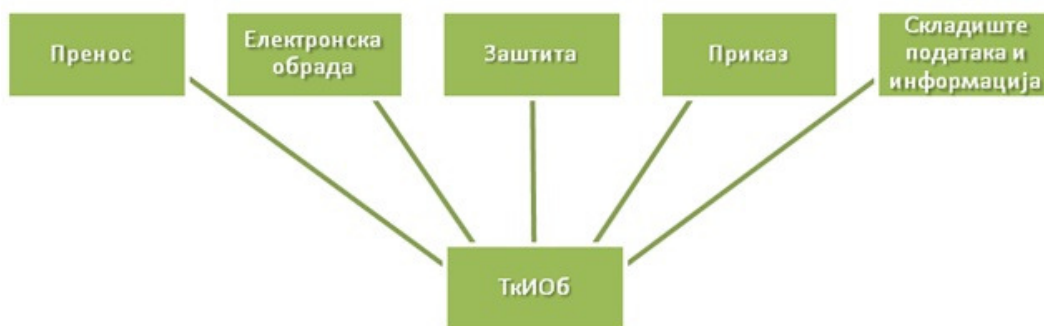 Пренос
Електронска
обрада
Заштита
Приказ
Складиште
података и
информација
ТкИОб